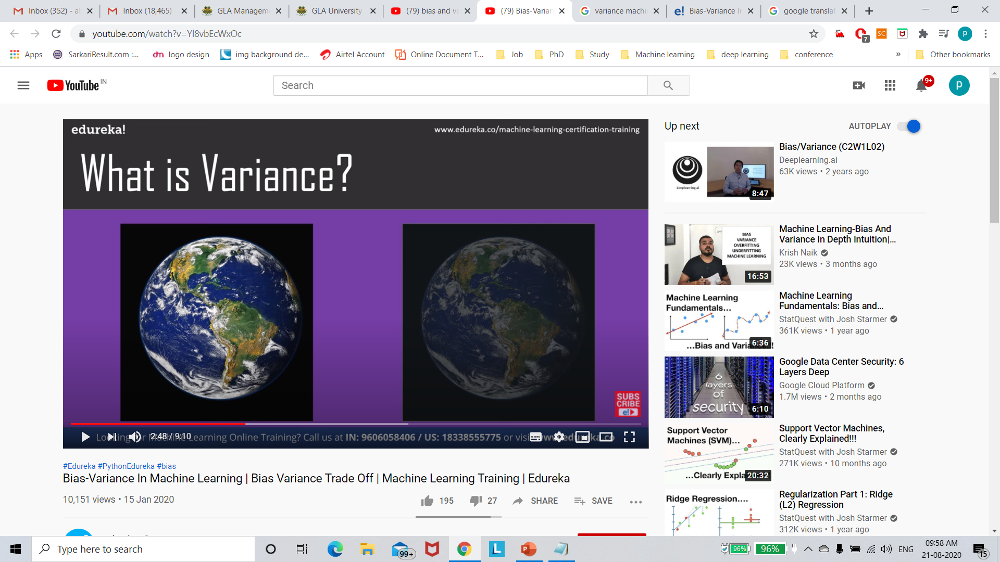 Inbox (352) - al
Inbox (18,465) -
GLA Managem
GLA University
(79) bias and va
(79) Bias-Varian
variance machi
Bias-Variance I
google translat
youtube.com/watch?v=Yl8vbEcWxOc
7
SC
p
Apps
SarkariResult.com :...
logo design
img background de...
Airtel Account
Online Document T...
Job
PhD
Study
Machine learning
deep learning
conference
»
Other bookmarks
YouTube IN
Search
9+
p
edureka!
www.edureka.co/machine-learning-certification-training
What is Variance?
SUBS
CRIBE
e!
2:48 / 9:10
Learning Online Training? Call us at IN: 9606058406 / US: 18338555775 or visit www.edureka.co
#Edureka #PythonEdureka #bias
Bias-Variance In Machine Learning | Bias Variance Trade Off | Machine Learning Training | Edureka
10,151 views • 15 Jan 2020
195
27
SHARE
SAVE
Up next
AUTOPLAY
deeplearning.ai
8:47
Bias/Variance (C2W1L02)
Deeplearning.ai
63K views • 2 years ago
BIAS
VARIANCE
OVERFITTING
UNDERFITTING
MACHINE LEARNING
16:53
Machine Learning-Bias And
Variance In Depth Intuition|...
Krish Naik
23K views • 3 months ago
Machine Learning
Fundamentals...
...Bias and Varia
6:36
Machine Learning
Fundamentals: Bias and...
StatQuest with Josh Starmer
361K views • 1 year ago
6
layers
of
security
6:10
Google Data Center Security: 6
Layers Deep
Google Cloud Platform
1.7M views • 2 months ago
Support Vector
Machines (SVM)...
...Clearly Expla
20:32
Support Vector Machines,
Clearly Explained!!!
StatQuest with Josh Starmer
271K views • 10 months ago
Ridge Regression....
Regularization Part 1: Ridge
(L2) Regression
StatQuest with Josh Starmer
312K views • 1 year ago
Type here to search
99+
L
P
96%
96%
ENG
09:58 AM
21-08-2020
15